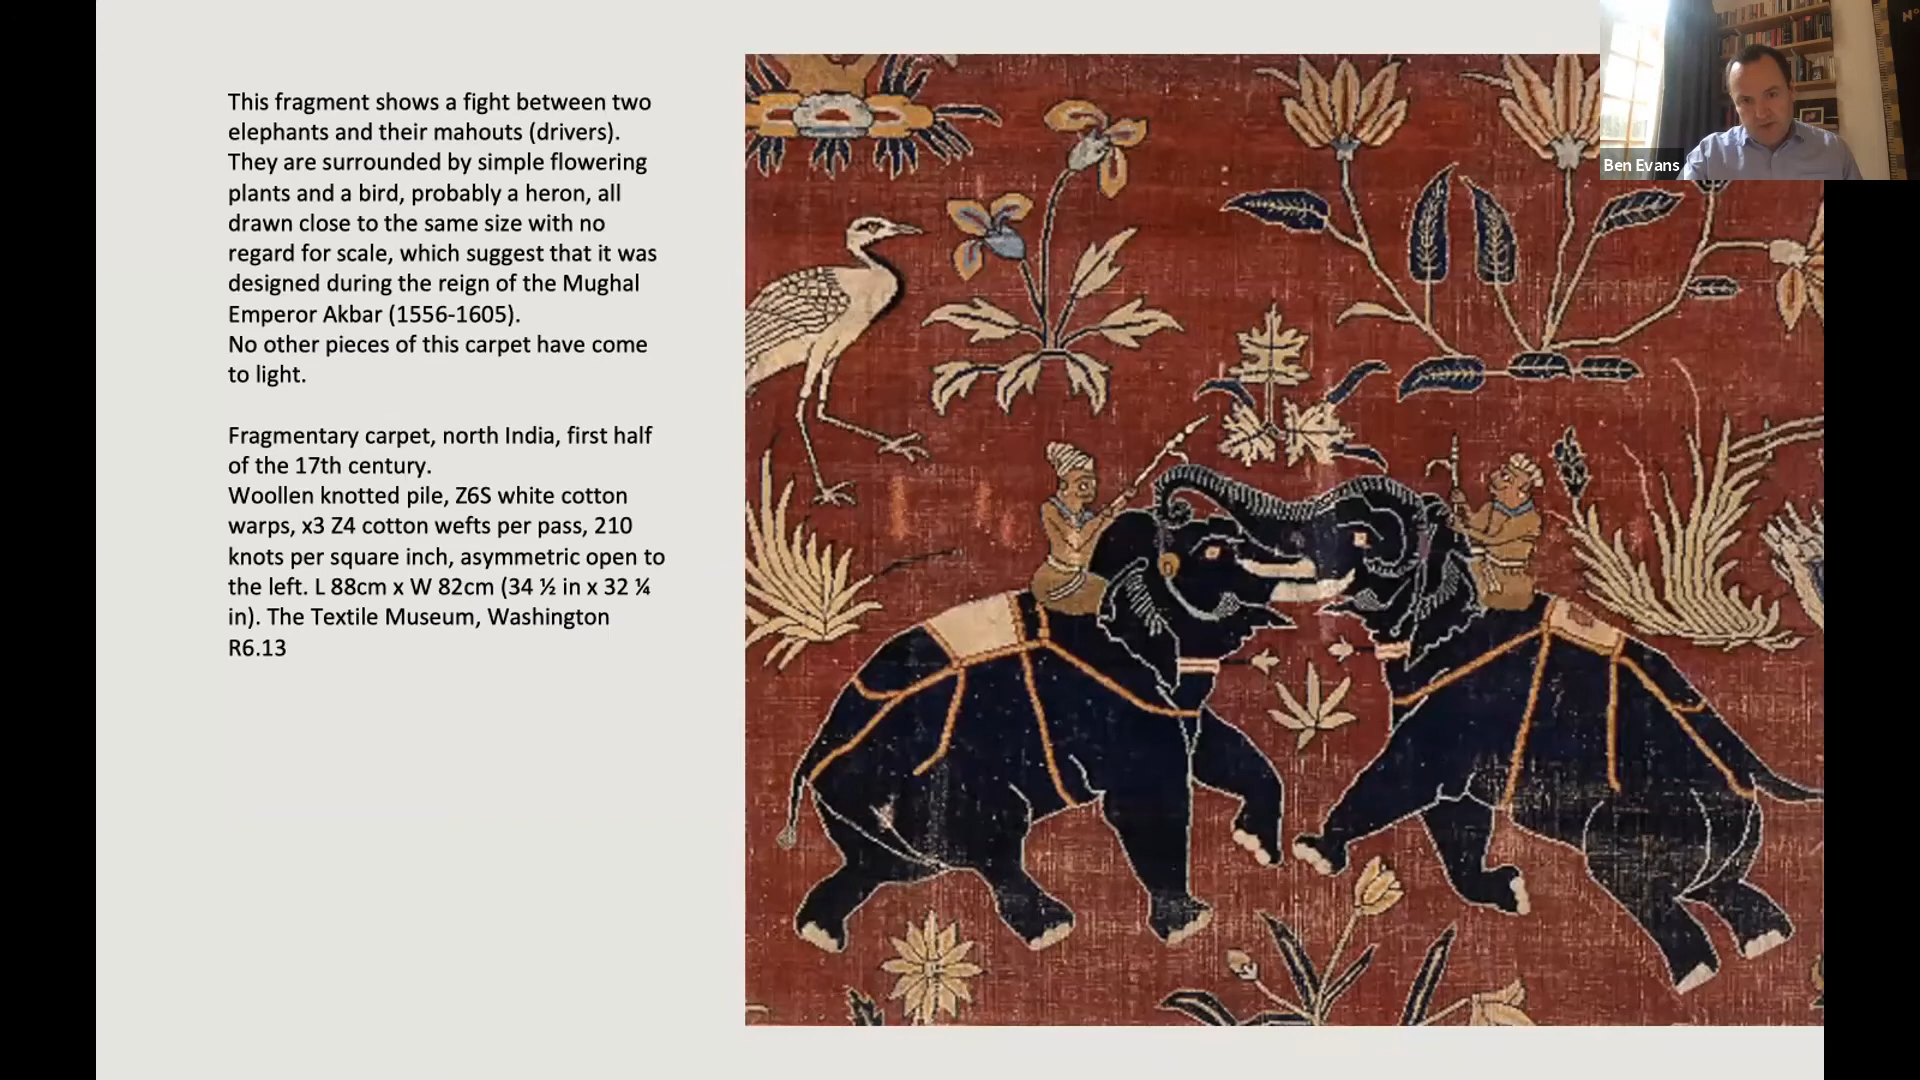 This fragment shows a fight between two
elephants and their mahouts (drivers).
They are surrounded by simple flowering
plants and a bird, probably a heron, all
drawn close to the same size with no
regard for scale, which suggest that it was
designed during the reign of the Mughal
Emperor Akbar (1556-1605).
No other pieces of this carpet have come
to light.
Fragmentary carpet, north India, first half
of the 17th century.
Woollen knotted pile, Z6S white cotton
warps, x3 Z4 cotton wefts per pass, 210
knots per square inch, asymmetric open to
the left. L 88cm x W 82cm (34 ½ in x 32 ¼
in). The Textile Museum, Washington
R6.13
Ben Evans